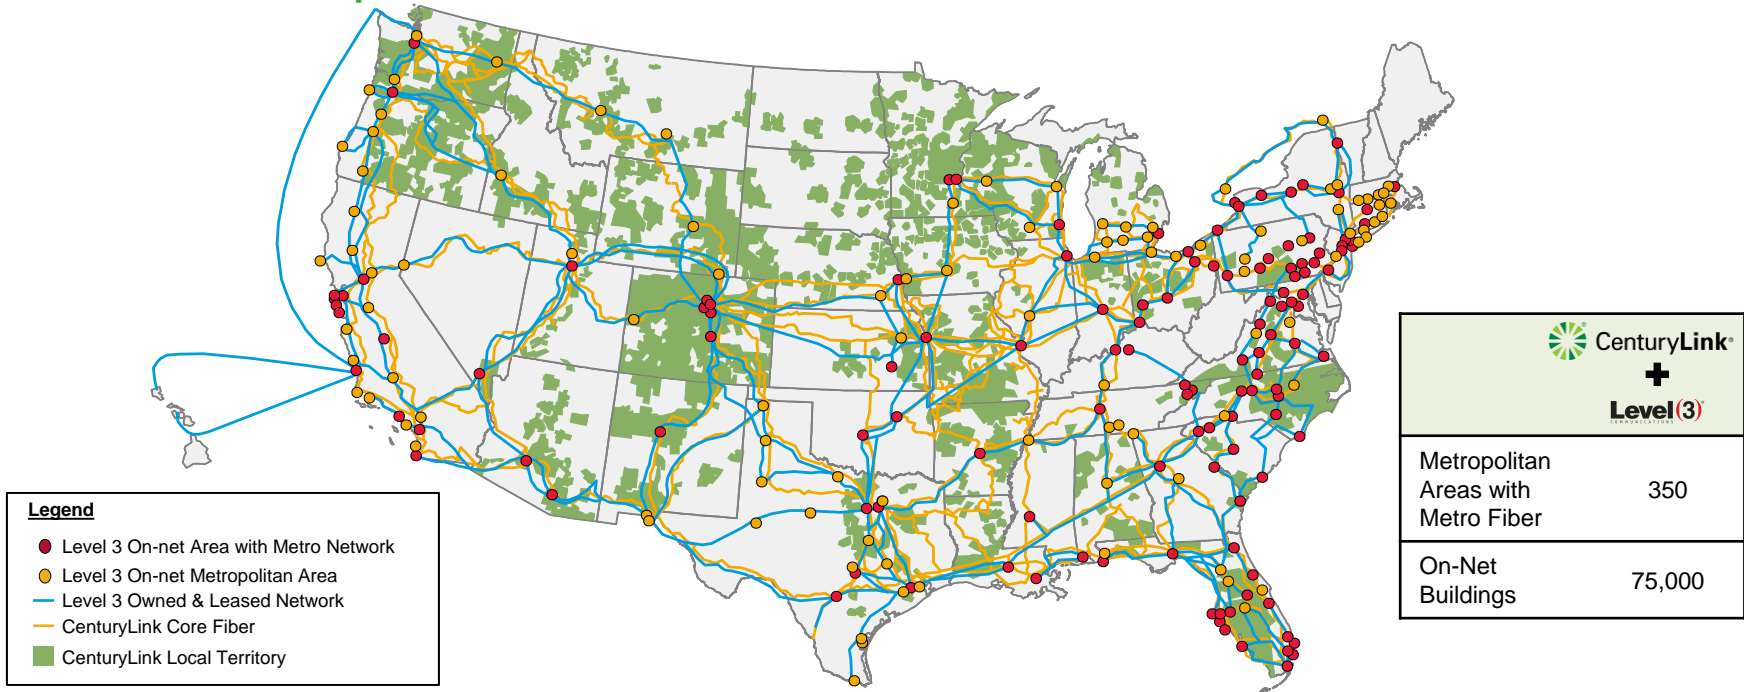 CenturyLink®
+
Level(3)®
COMMUNICATIONS
Metropolitan
Areas with
Metro Fiber
350
On-Net
Buildings
75,000
Legend
Level 3 On-net Area with Metro Network
Level 3 On-net Metropolitan Area
Level 3 Owned & Leased Network
CenturyLink Core Fiber
CenturyLink Local Territory